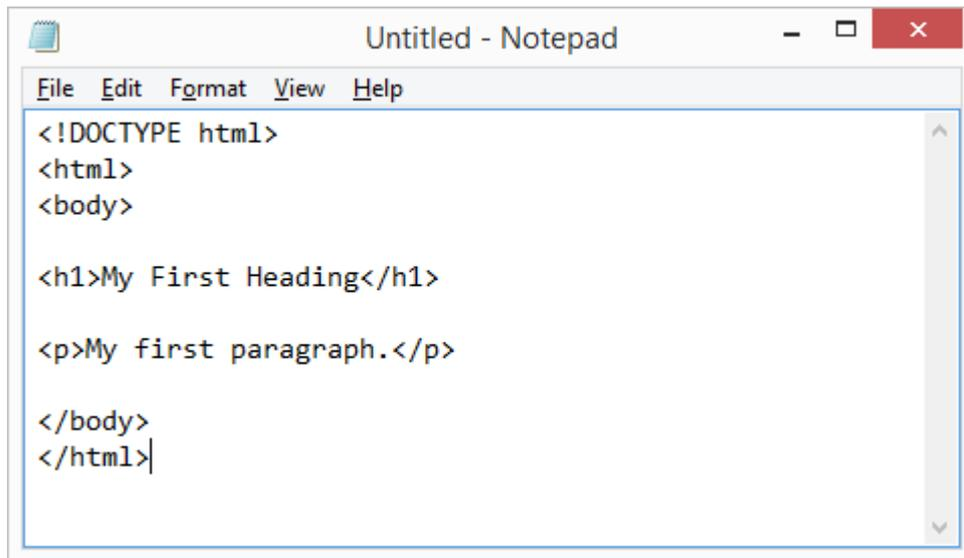 Untitled - Notepad
File Edit Format View Help
<!DOCTYPE html>
<html>
<body>
<h1>My First Heading</h1>
<p>My first paragraph.</p>
</body>
</html>